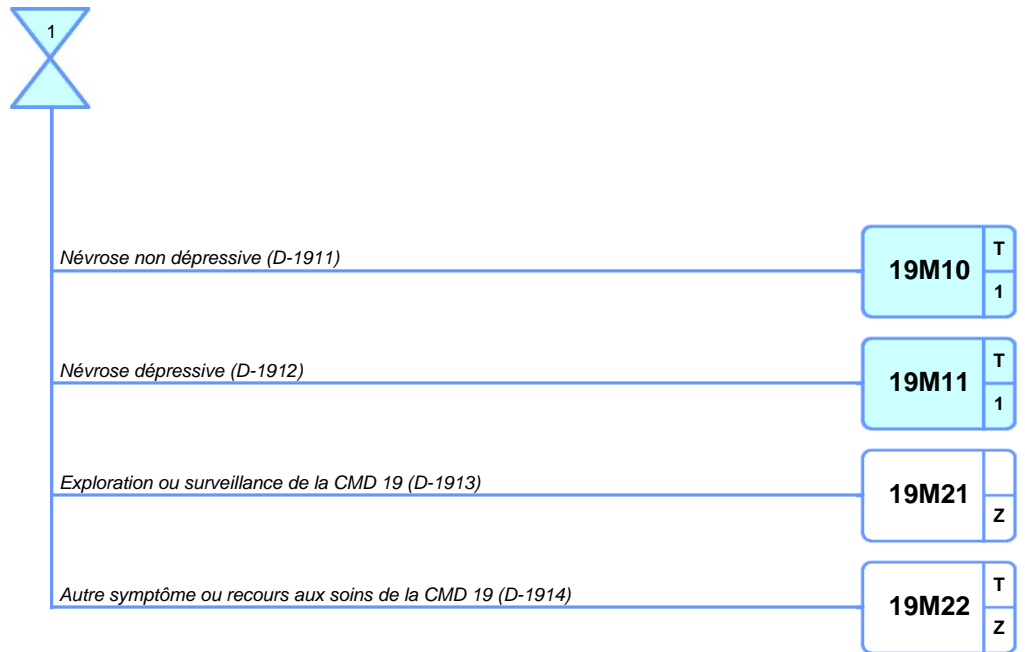 1
Névrose non dépressive (D-1911)
19M10
T
1
Névrose dépressive (D-1912)
19M11
T
1
Exploration ou surveillance de la CMD 19 (D-1913)
19M21
Z
Autre symptôme ou recours aux soins de la CMD 19 (D-1914)
19M22
T
Z